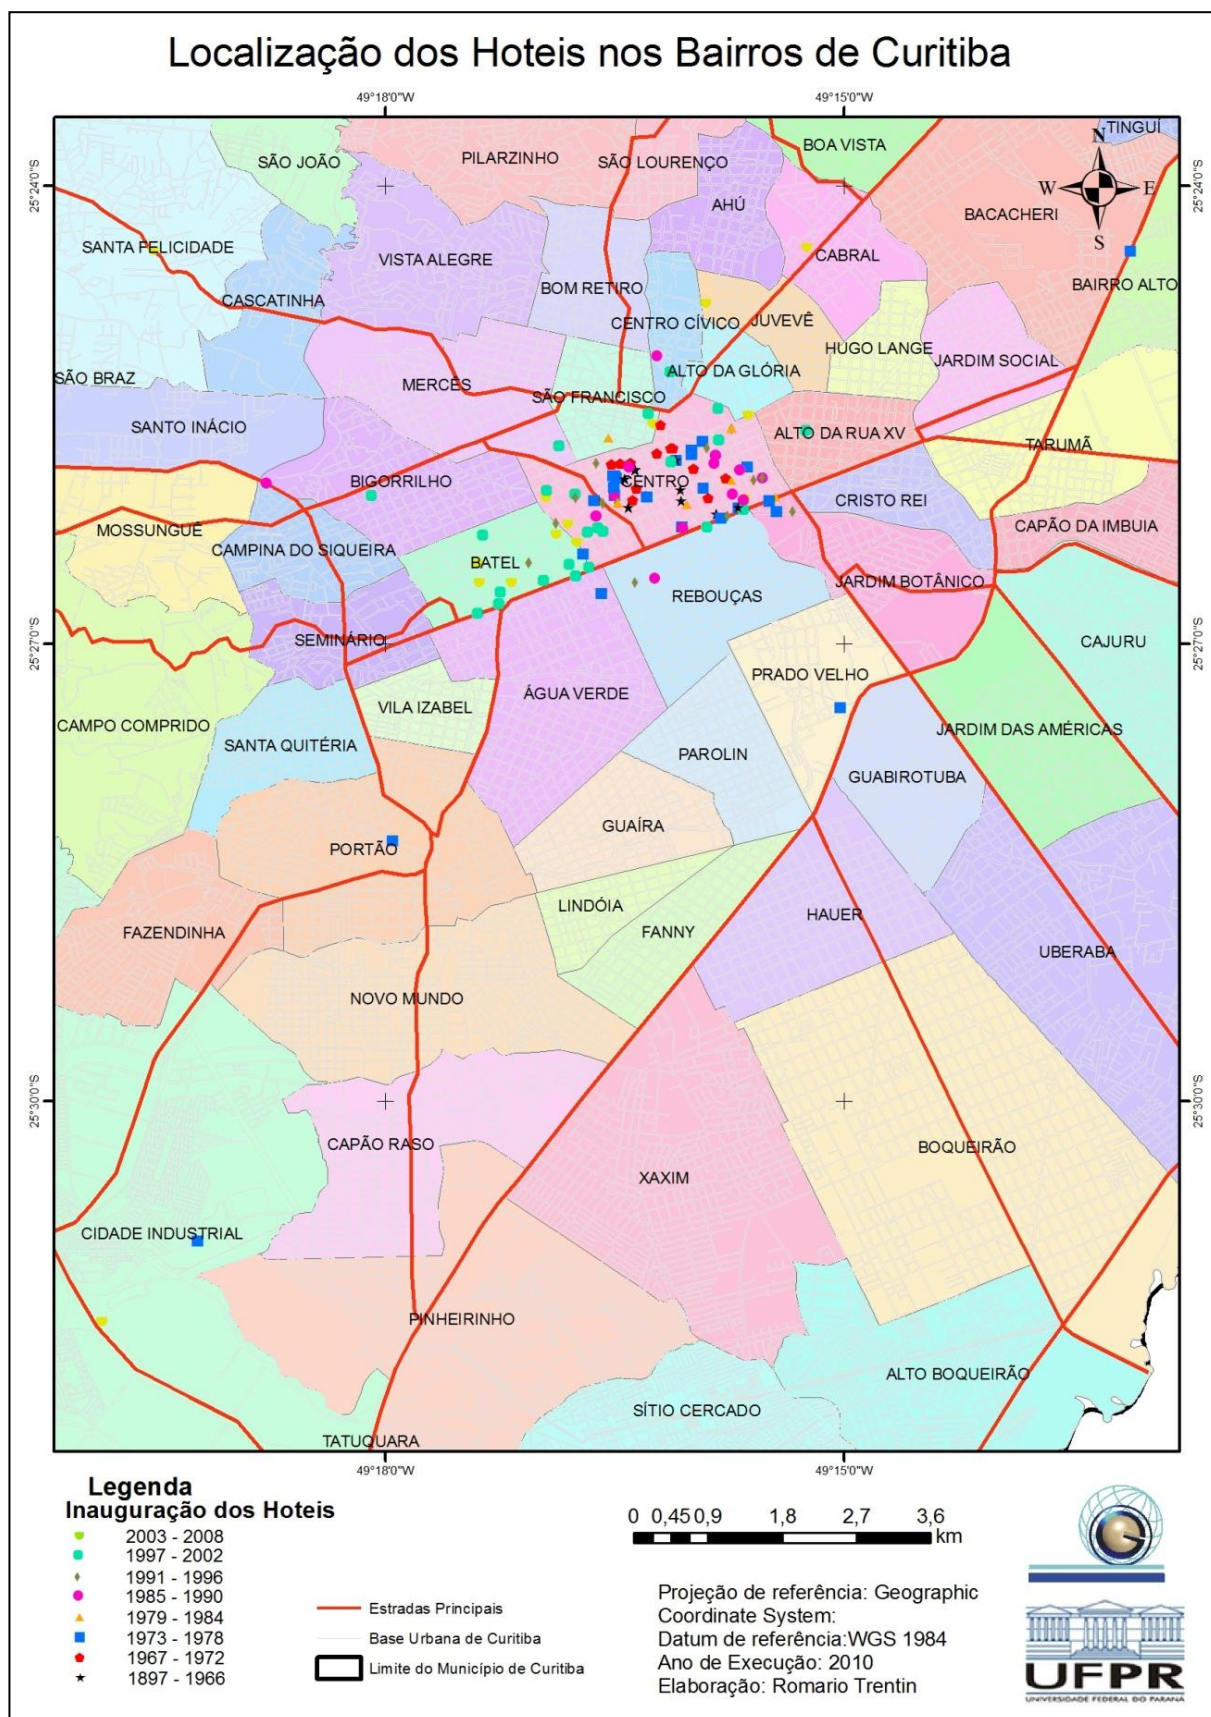 Localização dos Hoteis nos Bairros de Curitiba
49°18'0"W
49°15'0"W
TINGUÍ
BOA VISTA
SÃO JOÃO
PILARZINHO
SÃO LOURENÇO
N
25°24'0"S
25°24'0"S
W
E
AHÚ
BACACHERI
S
SANTA FELICIDADE
VISTA ALEGRE
CABRAL
BOM RETIRO
BAIRRO ALTO
CASCATINHA
CENTRO CÍVICO
JUVEVÊ
HUGO LANGE
JARDIM SOCIAL
SÃO BRAZ
MERCÊS
ALTO DA GLÓRIA
SÃO FRANCISCO
SANTO INÁCIO
ALTO DA RUA XV
TARUMÃ
BIGORRILHO
CENTRO
CRISTO REI
MOSSUNGUÊ
CAPÃO DA IMBUIA
CAMPINA DO SIQUEIRA
BATEL
JARDIM BOTÂNICO
REBOUÇAS
SEMINÁRIO
25°27'0"S
25°27'0"S
CAJURU
PRADO VELHO
ÁGUA VERDE
VILA IZABEL
CAMPO COMPRIDO
JARDIM DAS AMÉRICAS
SANTA QUITÉRIA
PAROLIN
GUABIROTUBA
GUAÍRA
PORTÃO
LINDÓIA
HAUER
FAZENDINHA
FANNY
UBERABA
NOVO MUNDO
25°30'0"S
25°30'0"S
CAPÃO RASO
BOQUEIRÃO
XAXIM
CIDADE INDUSTRIAL
PINHEIRINHO
ALTO BOQUEIRÃO
SÍTIO CERCADO
TATUQUARA
49°18'0"W
49°15'0"W
Legenda
Inauguração dos Hoteis
2003 - 2008
1997 - 2002
1991 - 1996
1985 - 1990
1979 - 1984
1973 - 1978
1967 - 1972
1897 - 1966
Estradas Principais
Base Urbana de Curitiba
Limite do Município de Curitiba
0 0,45 0,9 1,8 2,7 3,6
km
Projeção de referência: Geographic
Coordinate System:
Datum de referência:WGS 1984
Ano de Execução: 2010
Elaboração: Romario Trentin
UFPR
UNIVERSIDADE FEDERAL DO PARANÁ